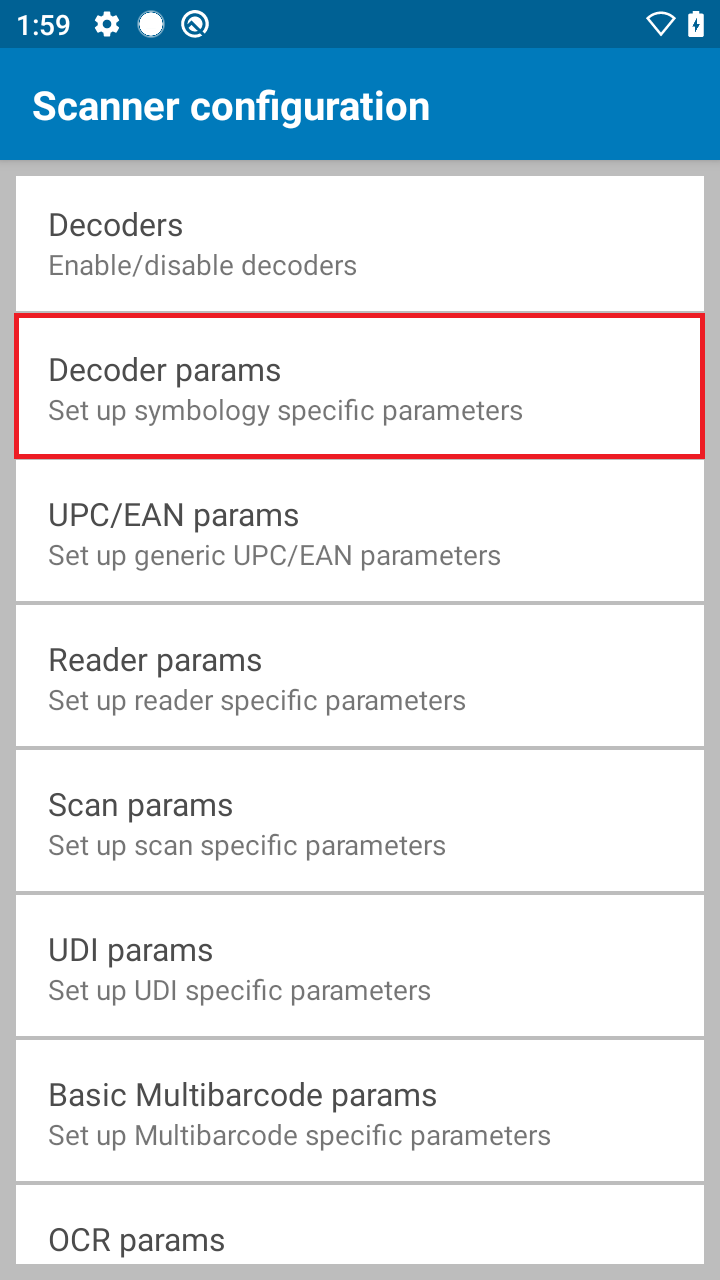 1:59
Scanner configuration
Decoders
Enable/disable decoders
Decoder params
Set up symbology specific parameters
UPC/EAN params
Set up generic UPC/EAN parameters
Reader params
Set up reader specific parameters
Scan params
Set up scan specific parameters
UDI params
Set up UDI specific parameters
Basic Multibarcode params
Set up Multibarcode specific parameters
OCR params